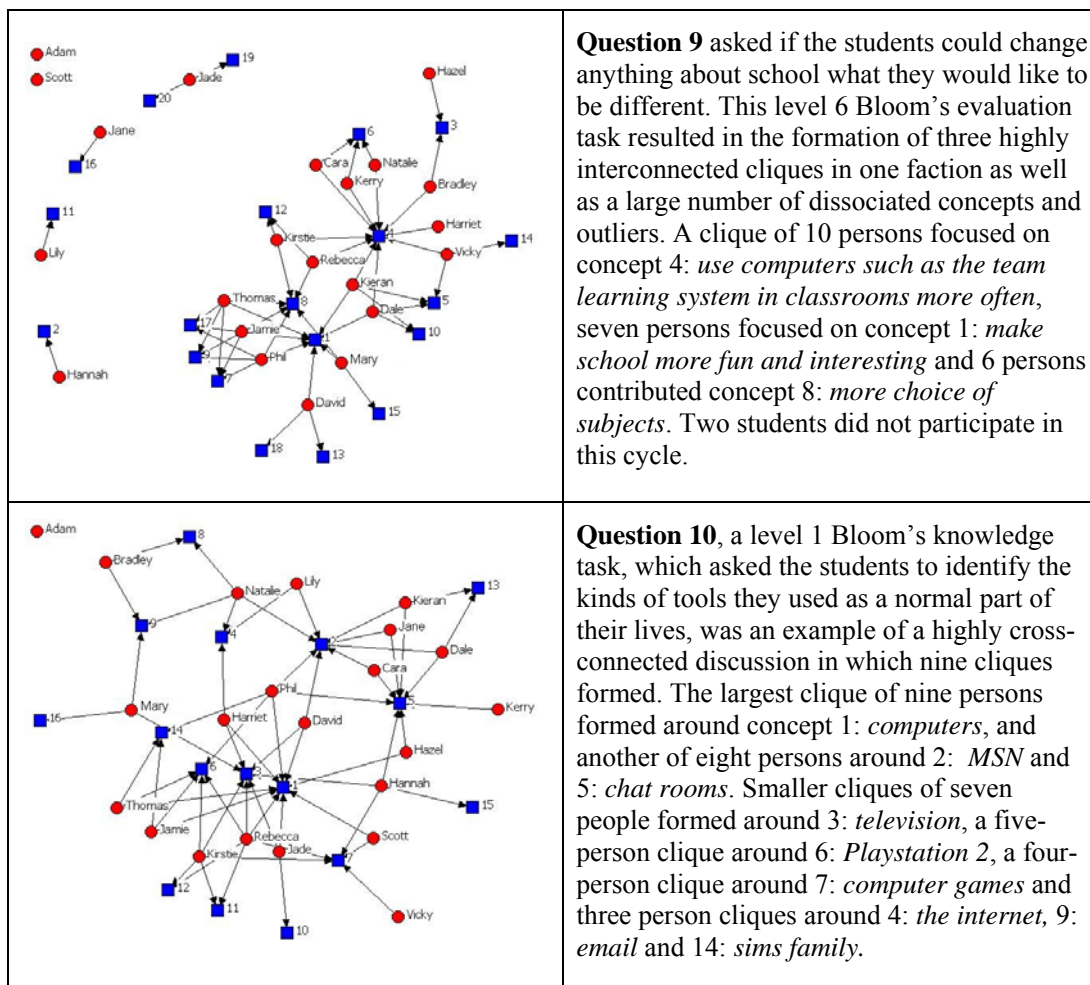 Adam
Scott
19
Jade
20
Hazel
Jane
16
6
3
Cara
Natalie
Kerry
Bradley
11
12
Harriet
Lily
Kirstie
4
Vicky
14
Rebecca
Kieran
Thomas
8
5
2
17
Jamie
Dale
1
10
9
Phil
Mary
Hannah
7
David
15
18
13
Question 9 asked if the students could change
anything about school what they would like to
be different. This level 6 Bloom’s evaluation
task resulted in the formation of three highly
interconnected cliques in one faction as well
as a large number of dissociated concepts and
outliers. A clique of 10 persons focused on
concept 4: use computers such as the team
learning system in classrooms more often,
seven persons focused on concept 1: make
school more fun and interesting and 6 persons
contributed concept 8: more choice of
subjects. Two students did not participate in
this cycle.
Adam
8
Bradley
Lily
13
Natalie
Kieran
9
4
Jane
2
Dale
Cara
Phil
Mary
5
Kerry
16
Harriet
David
14
Hazel
6
3
1
Hannah
Thomas
15
Jamie
Rebecca
Scott
Kirstie
Jade
7
12
11
Vicky
10
Question 10, a level 1 Bloom’s knowledge
task, which asked the students to identify the
kinds of tools they used as a normal part of
their lives, was an example of a highly cross-
connected discussion in which nine cliques
formed. The largest clique of nine persons
formed around concept 1: computers, and
another of eight persons around 2: MSN and
5: chat rooms. Smaller cliques of seven
people formed around 3: television, a five-
person clique around 6: Playstation 2, a four-
person clique around 7: computer games and
three person cliques around 4: the internet, 9:
email and 14: sims family.